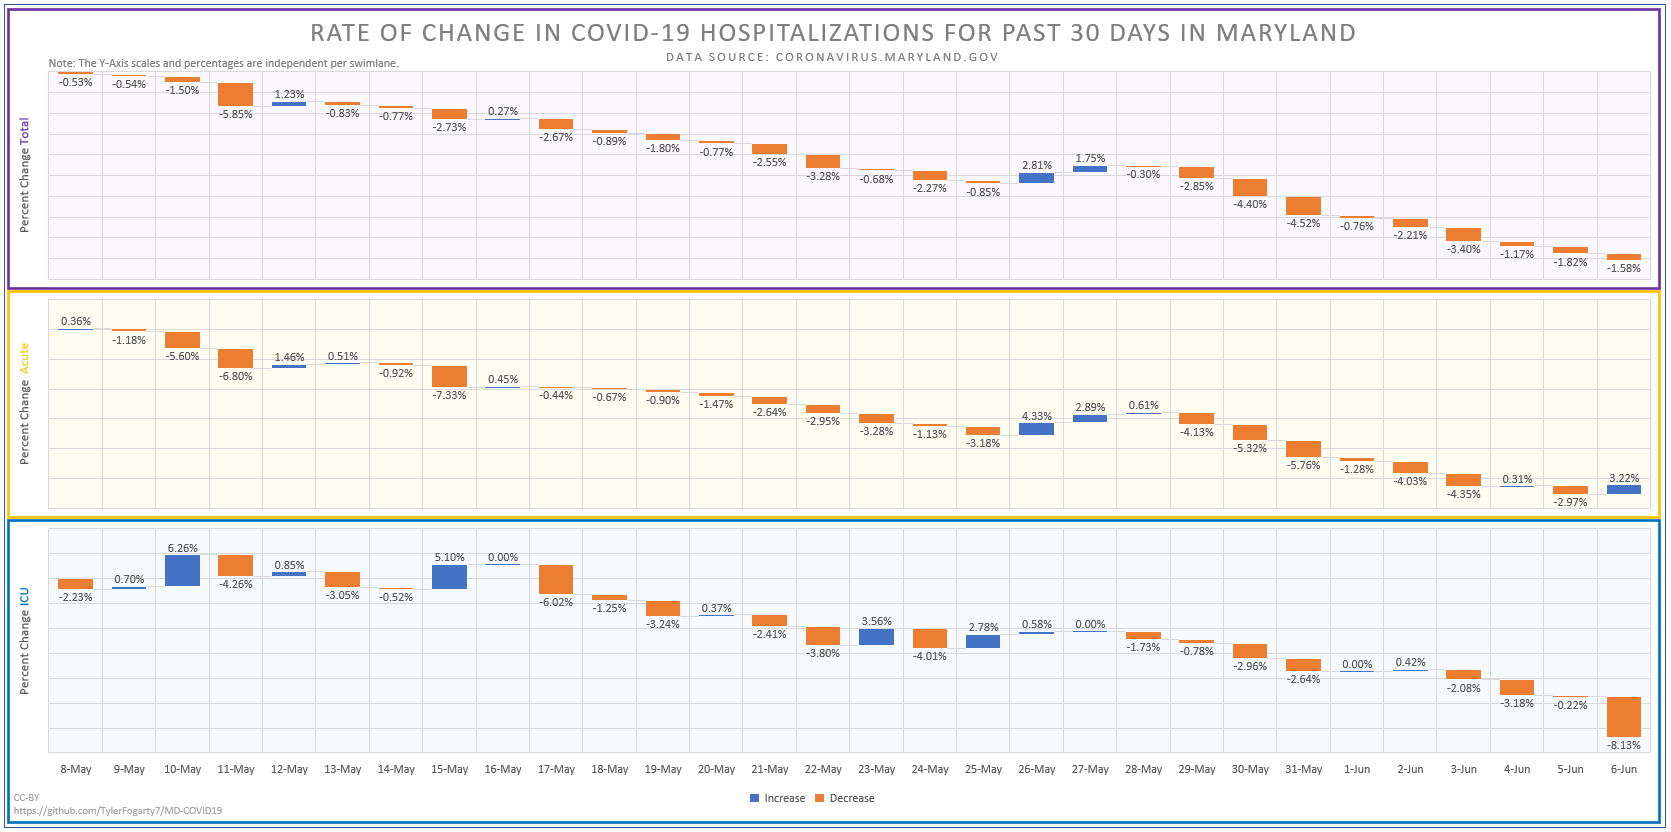 RATE OF CHANGE IN COVID-19 HOSPITALIZATIONS FOR PAST 30 DAYS IN MARYLAND
DATA SOURCE: CORONAVIRUS.MARYLAND.GOV
Note: The Y-Axis scales and percentages are independent per swimlane.
Percent Change Total
-0.53% -0.54% -1.50% -5.85% 1.23% -0.83% -0.77% -2.73% 0.27% -2.67% -0.89% -1.80% -0.77% -2.55% -3.28% -0.68% -2.27% -0.85% 2.81% 1.75% -0.30% -2.85% -4.40% -4.52% -0.76% -2.21% -3.40% -1.17% -1.82% -1.58%
Percent Change Acute
0.36% -1.18% -5.60% -6.80% 1.46% 0.51% -0.92% -7.33% 0.45% -0.44% -0.67% -0.90% -1.47% -2.64% -2.95% -3.28% -1.13% -3.18% 4.33% 2.89% 0.61% -4.13% -5.32% -5.76% -1.28% -4.03% -4.35% 0.31% -2.97% 3.22%
Percent Change ICU
-2.23% 0.70% 6.26% -4.26% 0.85% -3.05% -0.52% 5.10% 0.00% -6.02% -1.25% -3.24% 0.37% -2.41% -3.80% 3.56% -4.01% 2.78% 0.58% 0.00% -1.73% -0.78% -2.96% -2.64% 0.00% 0.42% -2.08% -3.18% -0.22% -8.13%
8-May 9-May 10-May 11-May 12-May 13-May 14-May 15-May 16-May 17-May 18-May 19-May 20-May 21-May 22-May 23-May 24-May 25-May 26-May 27-May 28-May 29-May 30-May 31-May 1-Jun 2-Jun 3-Jun 4-Jun 5-Jun 6-Jun
Increase Decrease
CC-BY
https://github.com/TylerFogarty7/MD-COVID19